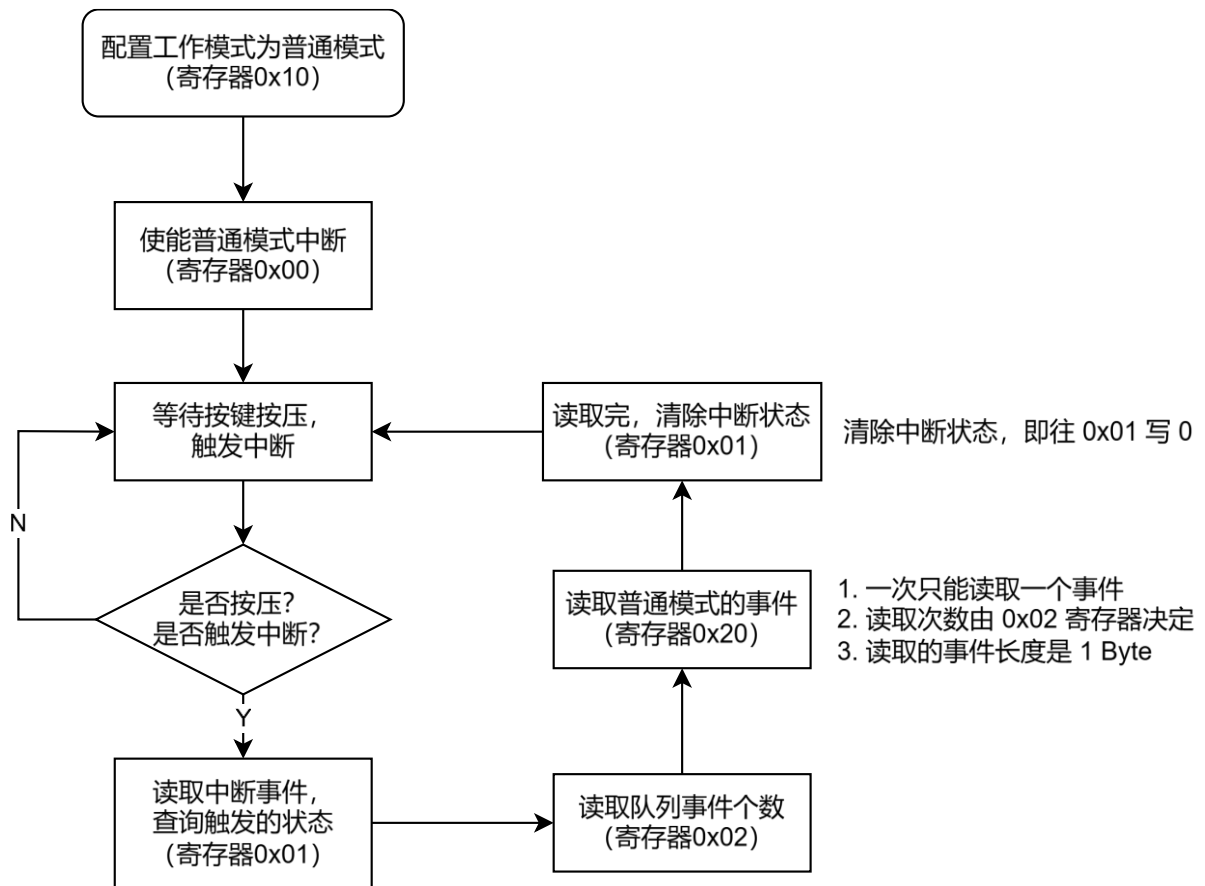 配置工作模式为普通模式
（寄存器0x10）
使能普通模式中断
（寄存器0x00）
等待按键按压，
触发中断
N
是否按压？
是否触发中断？
Y
读取中断事件，
查询触发的状态
（寄存器0x01）
读取队列事件个数
（寄存器0x02）
读取普通模式的事件
（寄存器0x20）
1. 一次只能读取一个事件
2. 读取次数由 0x02 寄存器决定
3. 读取的事件长度是 1 Byte
读取完，清除中断状态
（寄存器0x01）
清除中断状态，即往 0x01 写 0